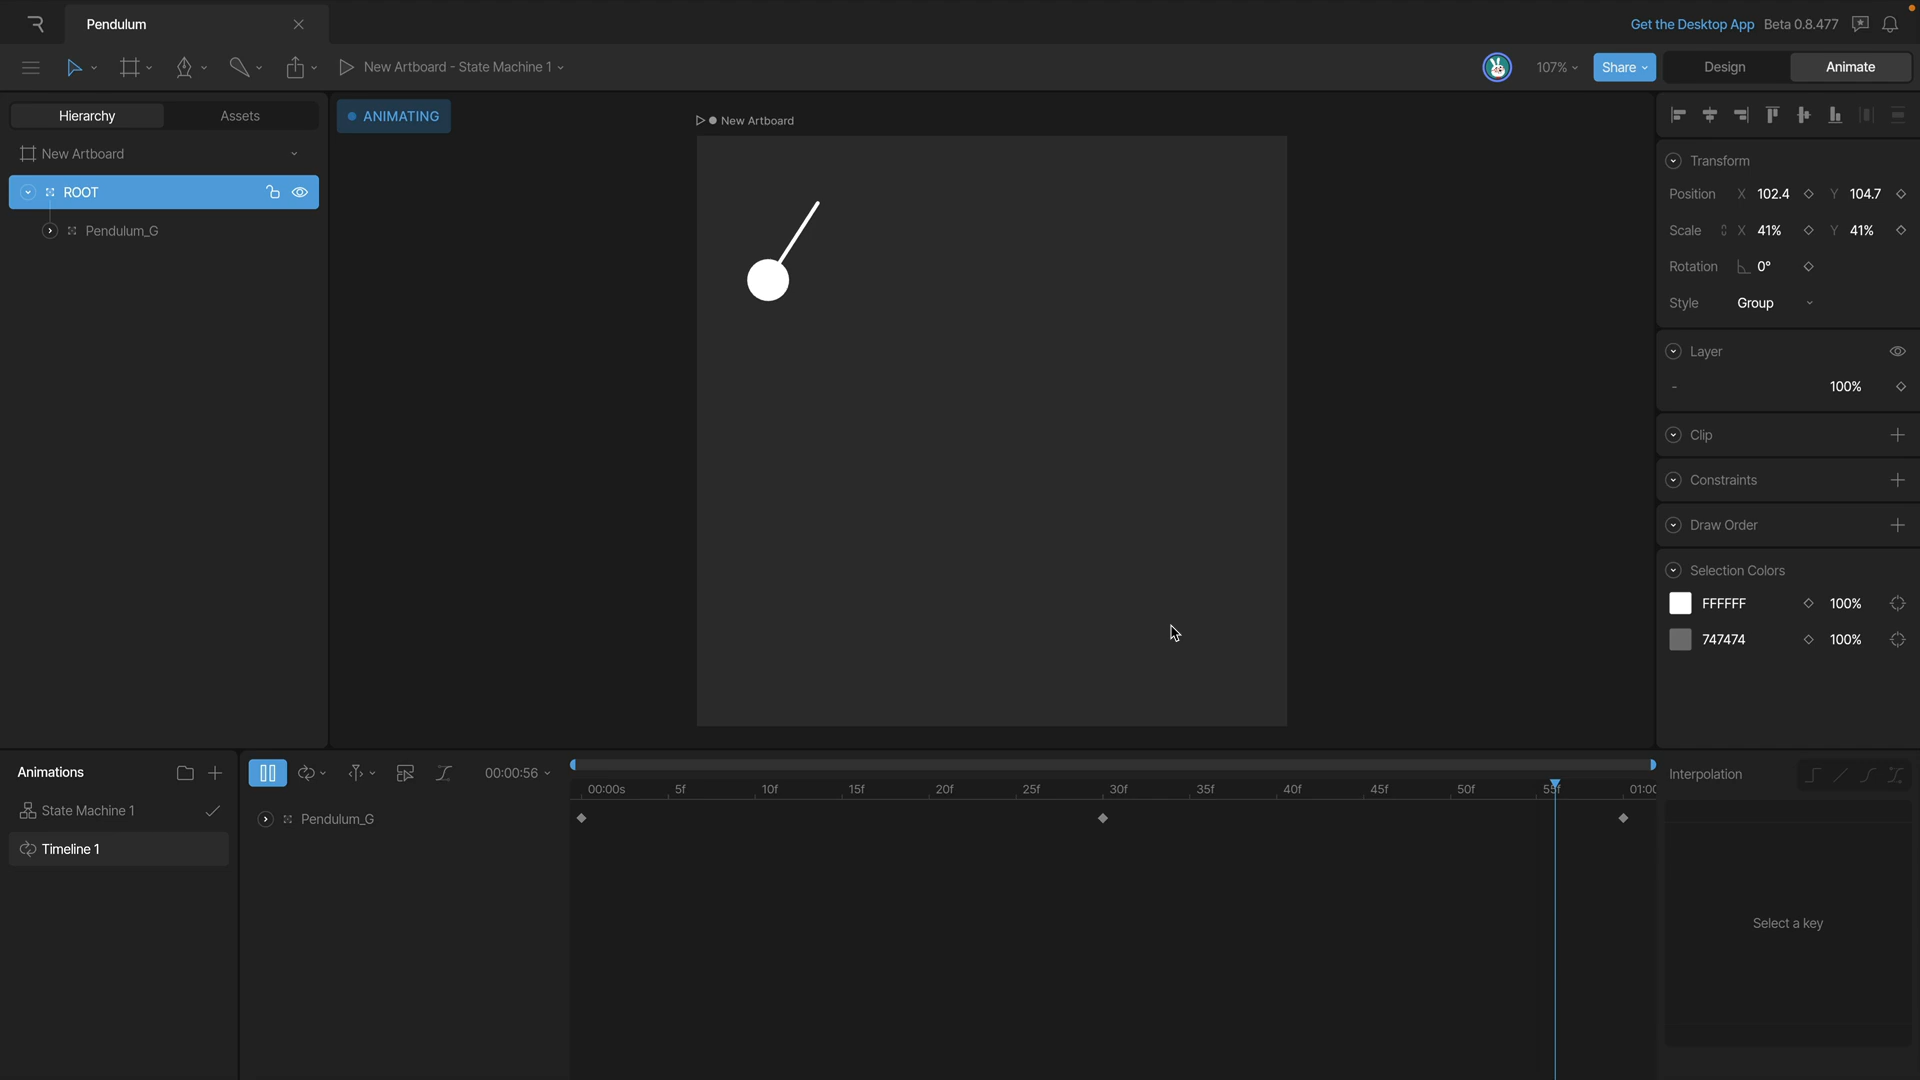 Pendulum
Get the Desktop App Beta 0.8.477
New Artboard - State Machine 1
107%
Share
Design
Animate
Hierarchy
Assets
ANIMATING
New Artboard
New Artboard
ROOT
Pendulum_G
Transform
Position X 102.4 Y 104.7
Scale X 41% Y 41%
Rotation 0°
Style Group
Layer
- 100%
Clip
Constraints
Draw Order
Selection Colors
FFFFFF 100%
747474 100%
Animations
State Machine 1
Timeline 1
00:00:56
00:00s 5f 10f 15f 20f 25f 30f 35f 40f 45f 50f 55f
Pendulum_G
Interpolation
Select a key